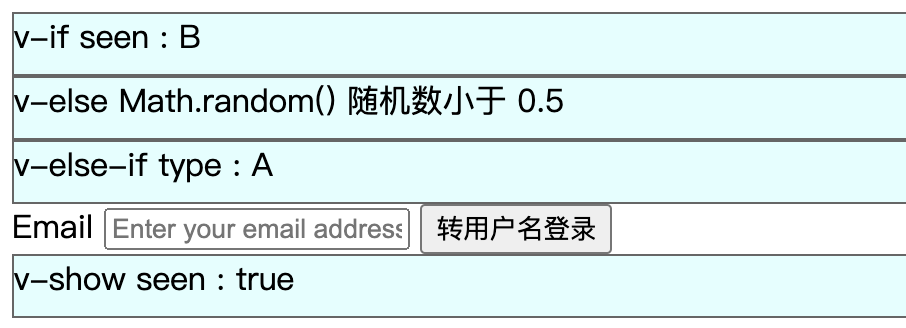 v-if seen : B
v-else Math.random() 随机数小于 0.5
v-else-if type : A
Email Enter your email address 转用户名登录
v-show seen : true